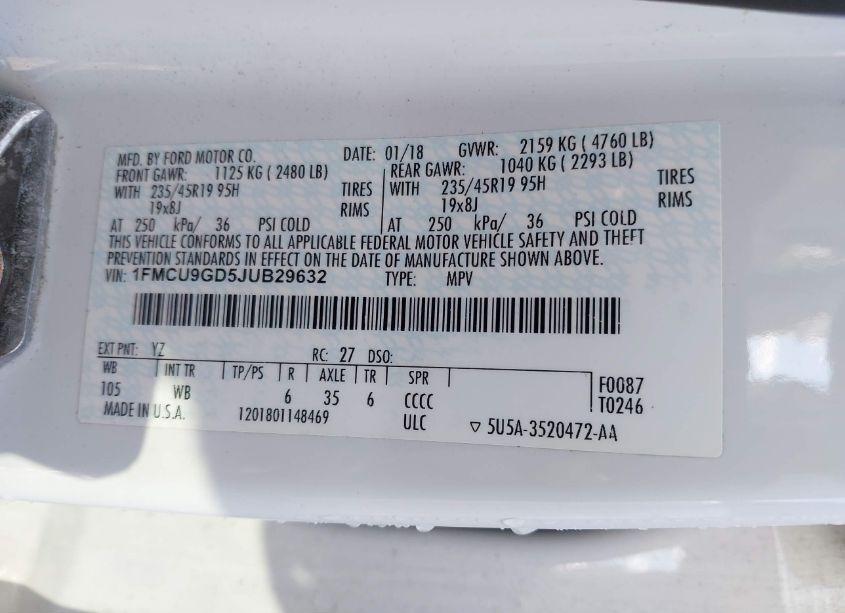 MFD. BY FORD MOTOR CO. DATE: 01/18 GVWR: 2159 KG ( 4760 LB)
FRONT GAWR: 1125 KG ( 2480 LB) REAR GAWR: 1040 KG ( 2293 LB)
WITH 235/45R19 95H TIRES WITH 235/45R19 95H TIRES
19x8J RIMS 19x8J RIMS
AT 250 kPa/ 36 PSI COLD AT 250 kPa/ 36 PSI COLD
THIS VEHICLE CONFORMS TO ALL APPLICABLE FEDERAL MOTOR VEHICLE SAFETY AND THEFT
PREVENTION STANDARDS IN EFFECT ON THE DATE OF MANUFACTURE SHOWN ABOVE.
VIN: 1FMCU9GD5JUB29632 TYPE: MPV
EXT PNT: YZ RC: 27 DSO:
WB INT TR TP/PS R AXLE TR SPR
105 WB 6 35 6 CCCC F0087
MADE IN U.S.A. 1201801148469 ULC T0246
▽ 5U5A-3520472-AA